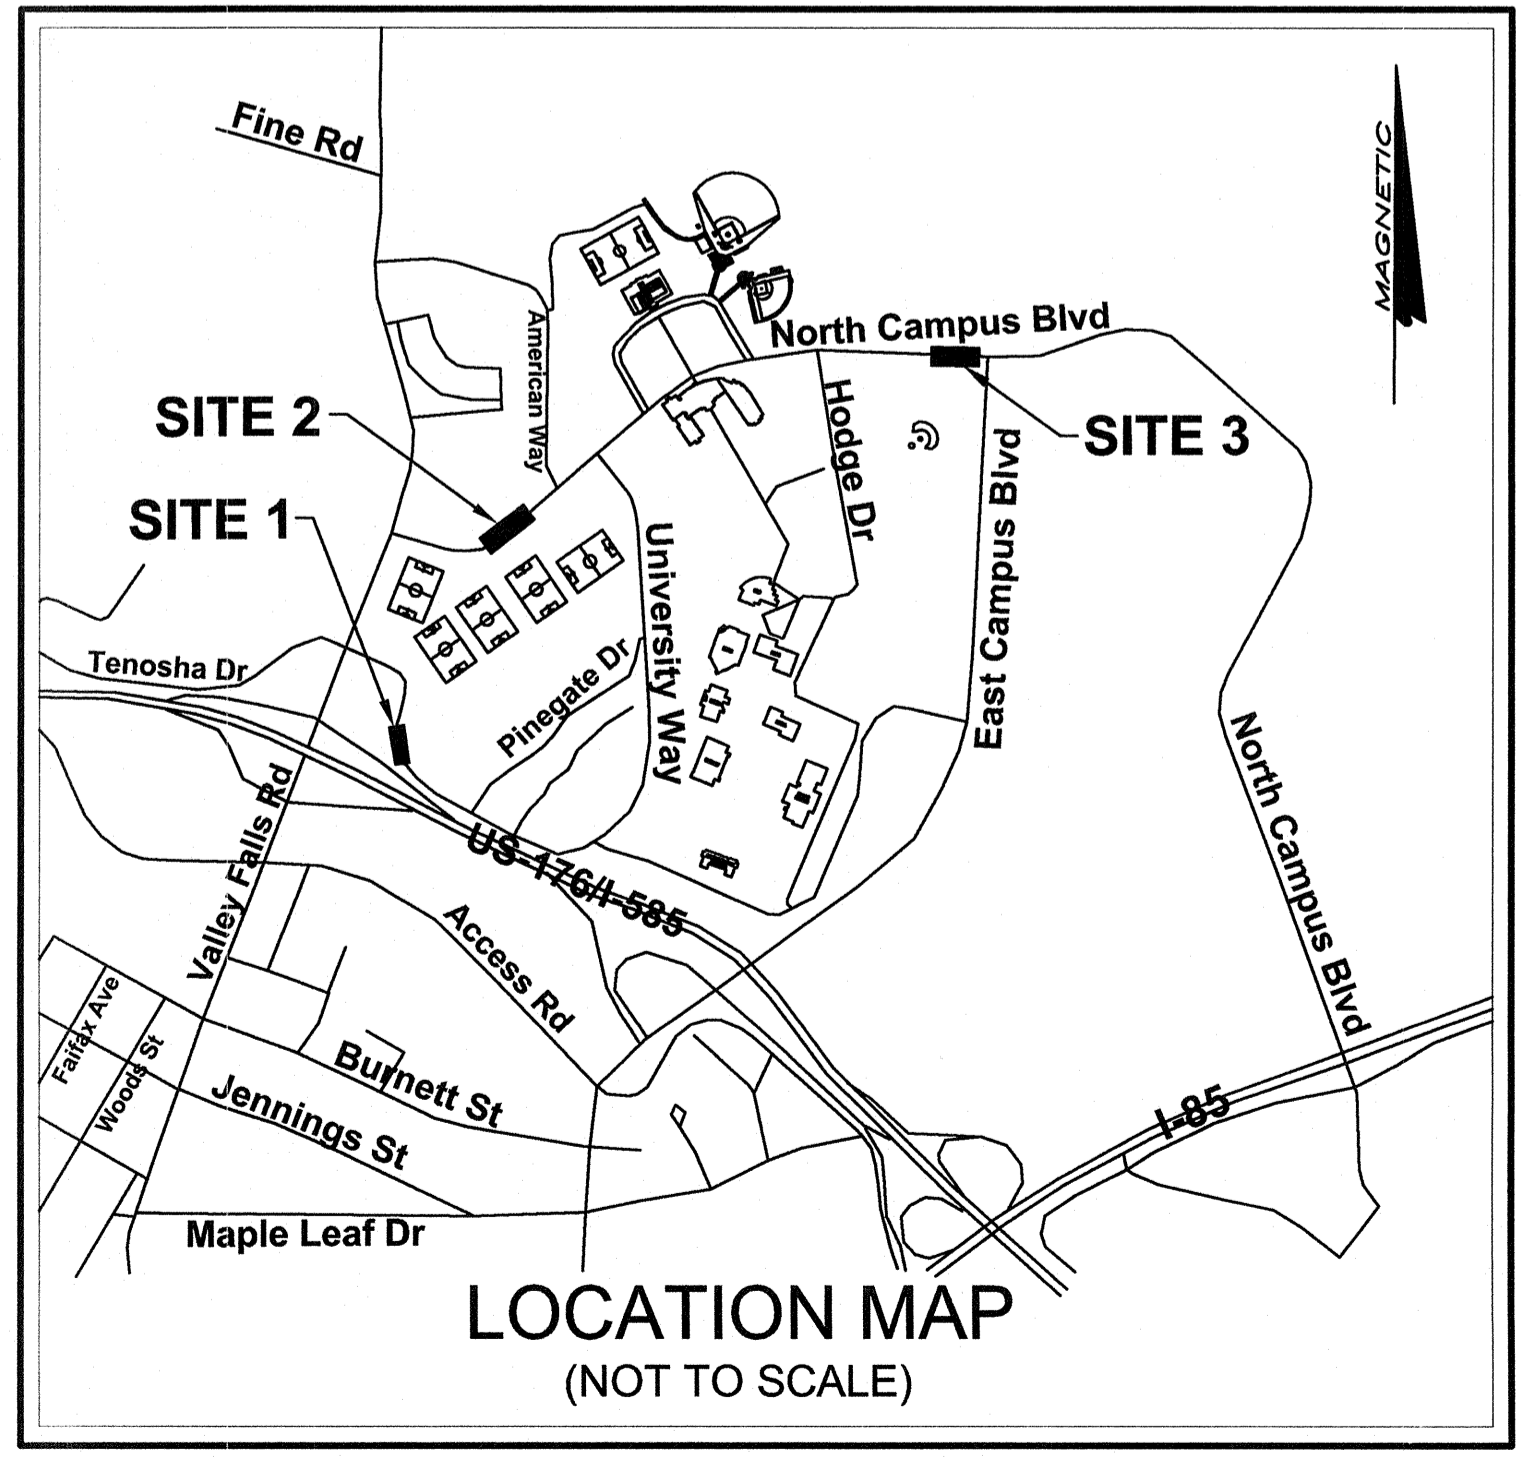 Fine Rd
MAGNETIC
North Campus Blvd
American Way
Hodge Dr
SITE 2
SITE 3
SITE 1
East Campus Blvd
University Way
Tenosha Dr
Pinegate Dr
North Campus Blvd
Valley Falls Rd
US-176/I-585
Access Rd
Faifax Ave
Woods St
Burnett St
Jennings St
I-85
Maple Leaf Dr
LOCATION MAP
(NOT TO SCALE)